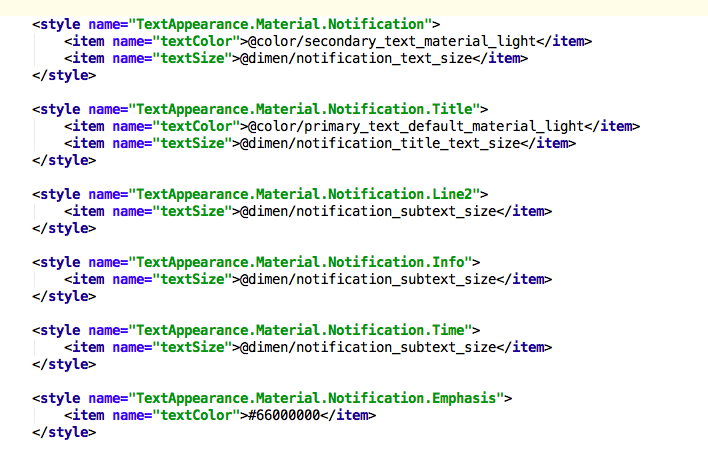 <style name="TextAppearance.Material.Notification">
    <item name="textColor">@color/secondary_text_material_light</item>
    <item name="textSize">@dimen/notification_text_size</item>
</style>
<style name="TextAppearance.Material.Notification.Title">
    <item name="textColor">@color/primary_text_default_material_light</item>
    <item name="textSize">@dimen/notification_title_text_size</item>
</style>
<style name="TextAppearance.Material.Notification.Line2">
    <item name="textSize">@dimen/notification_subtext_size</item>
</style>
<style name="TextAppearance.Material.Notification.Info">
    <item name="textSize">@dimen/notification_subtext_size</item>
</style>
<style name="TextAppearance.Material.Notification.Time">
    <item name="textSize">@dimen/notification_subtext_size</item>
</style>
<style name="TextAppearance.Material.Notification.Emphasis">
    <item name="textColor">#66000000</item>
</style>